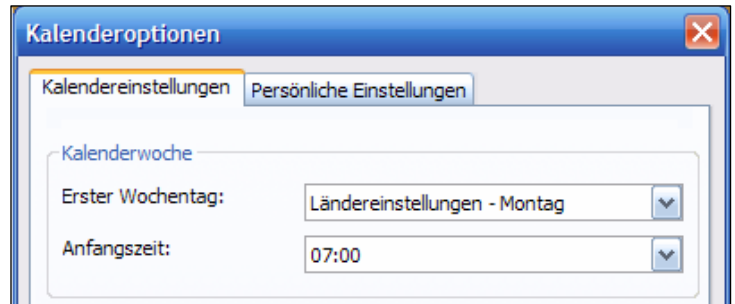 Kalenderoptionen
Kalendereinstellungen Persönliche Einstellungen
Kalenderwoche
Erster Wochentag: Ländereinstellungen - Montag
Anfangszeit: 07:00